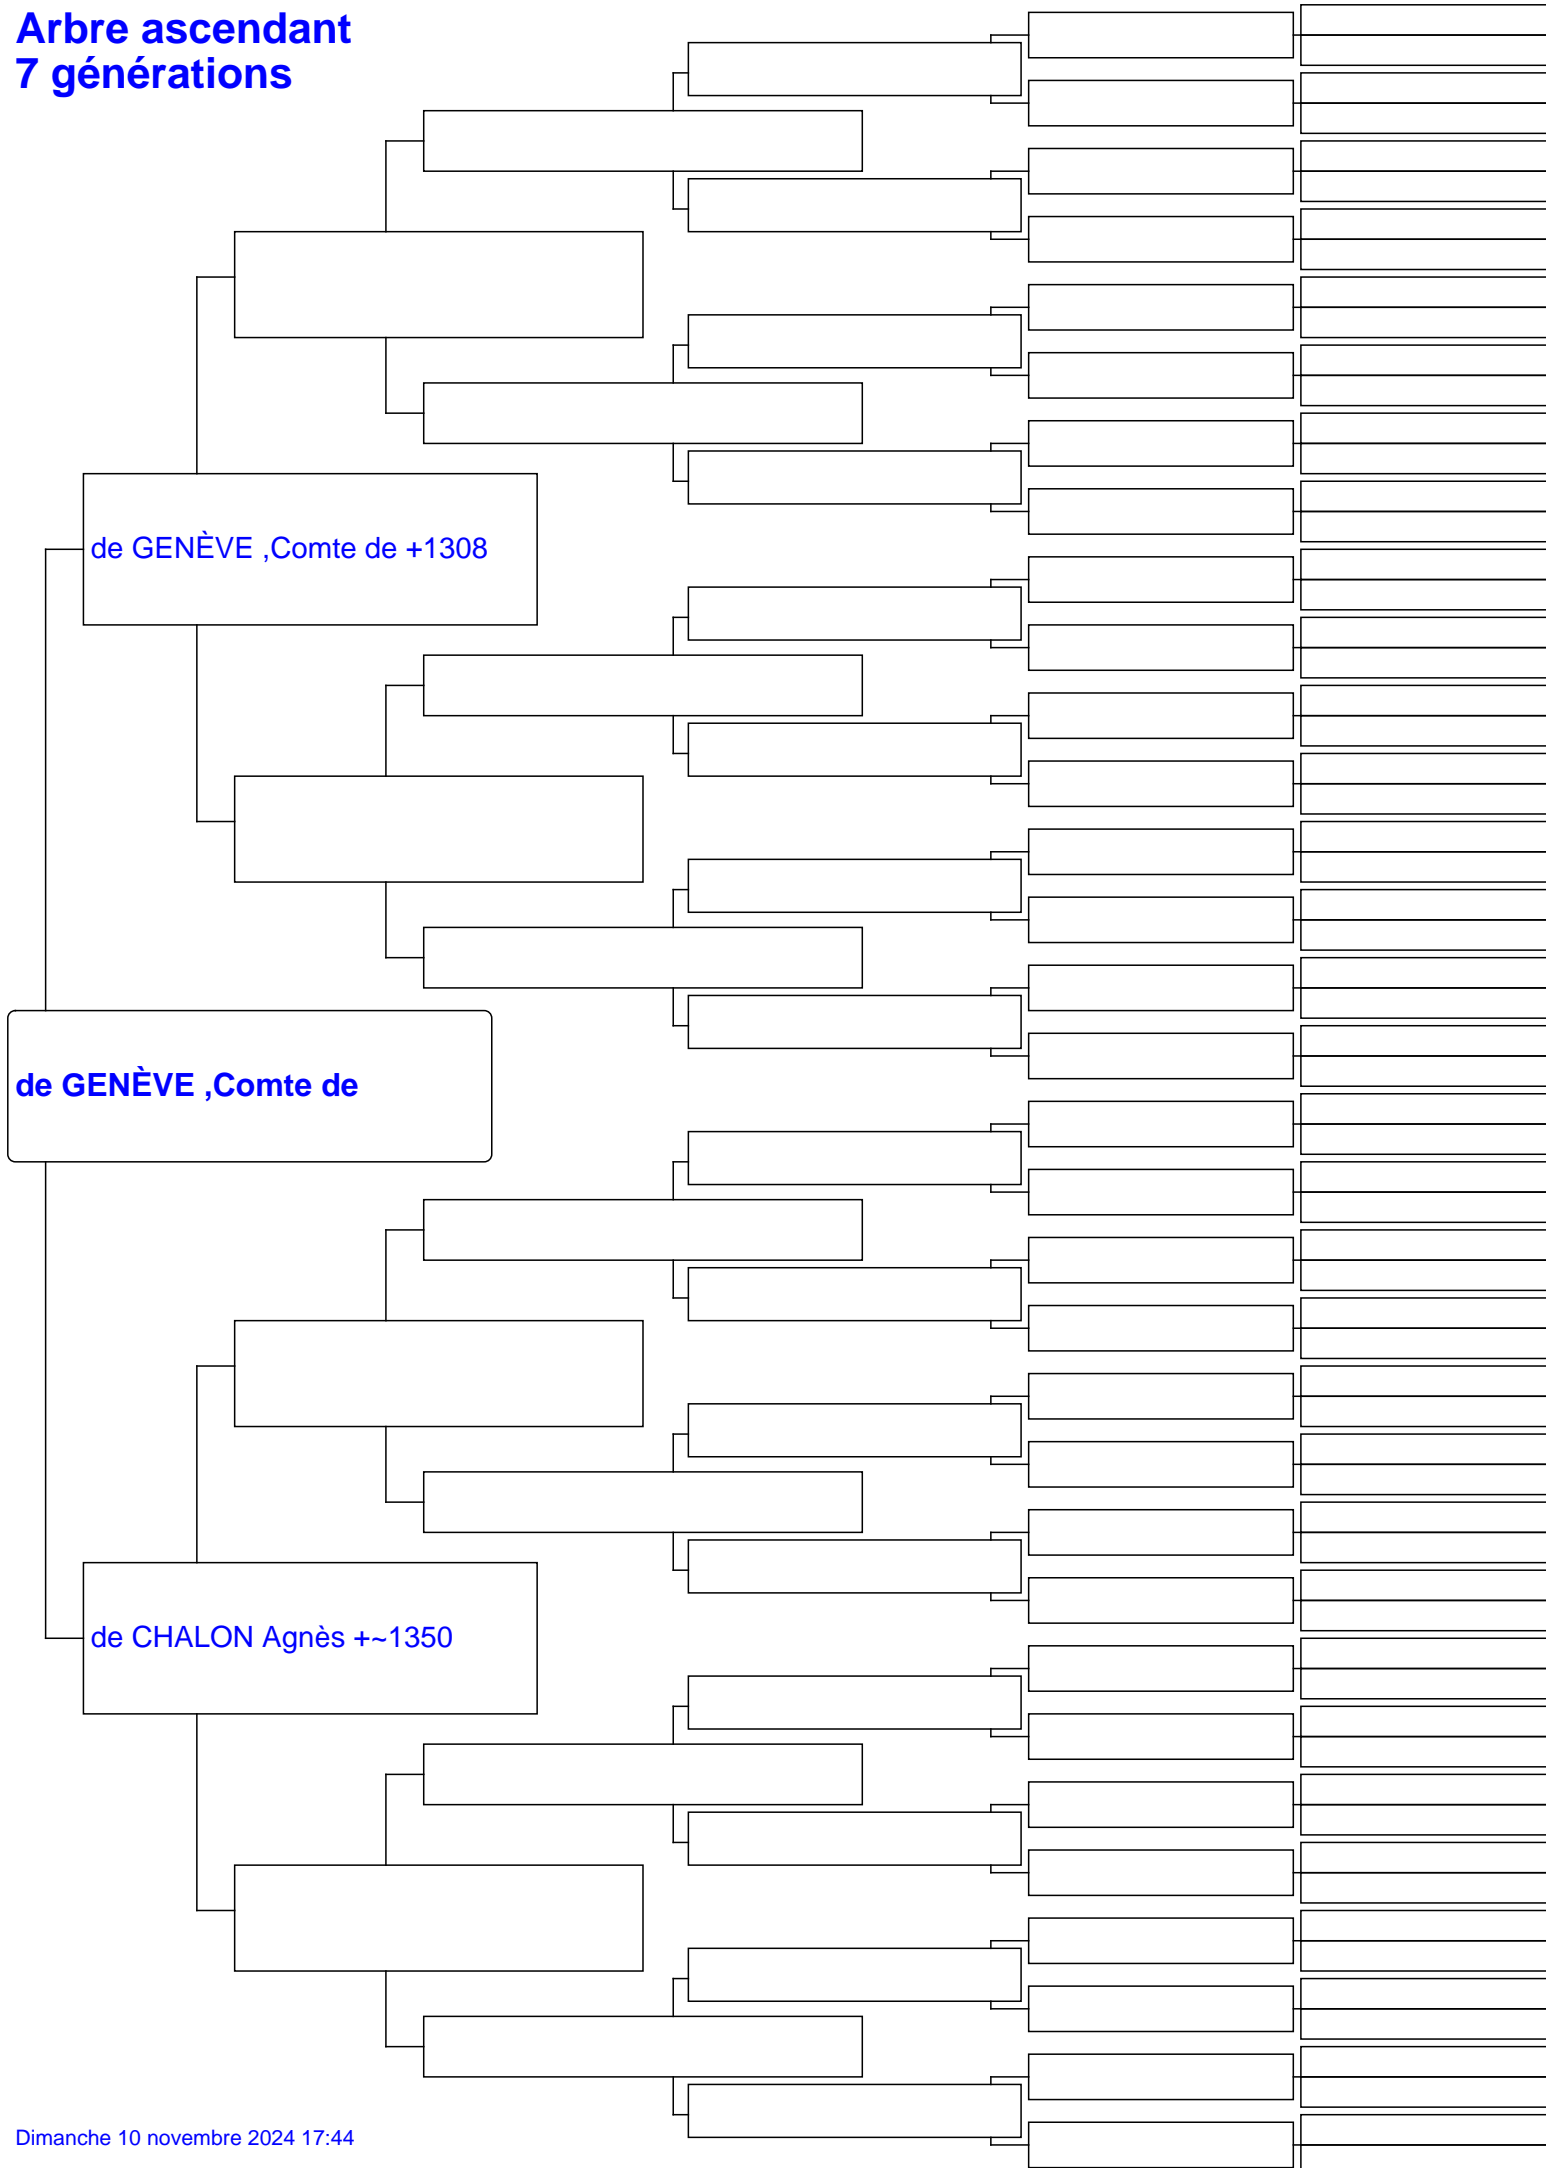 Arbre ascendant
7 générations
de GENÈVE ,Comte de +1308
de GENÈVE ,Comte de
de CHALON Agnès +~1350
Dimanche 10 novembre 2024 17:44